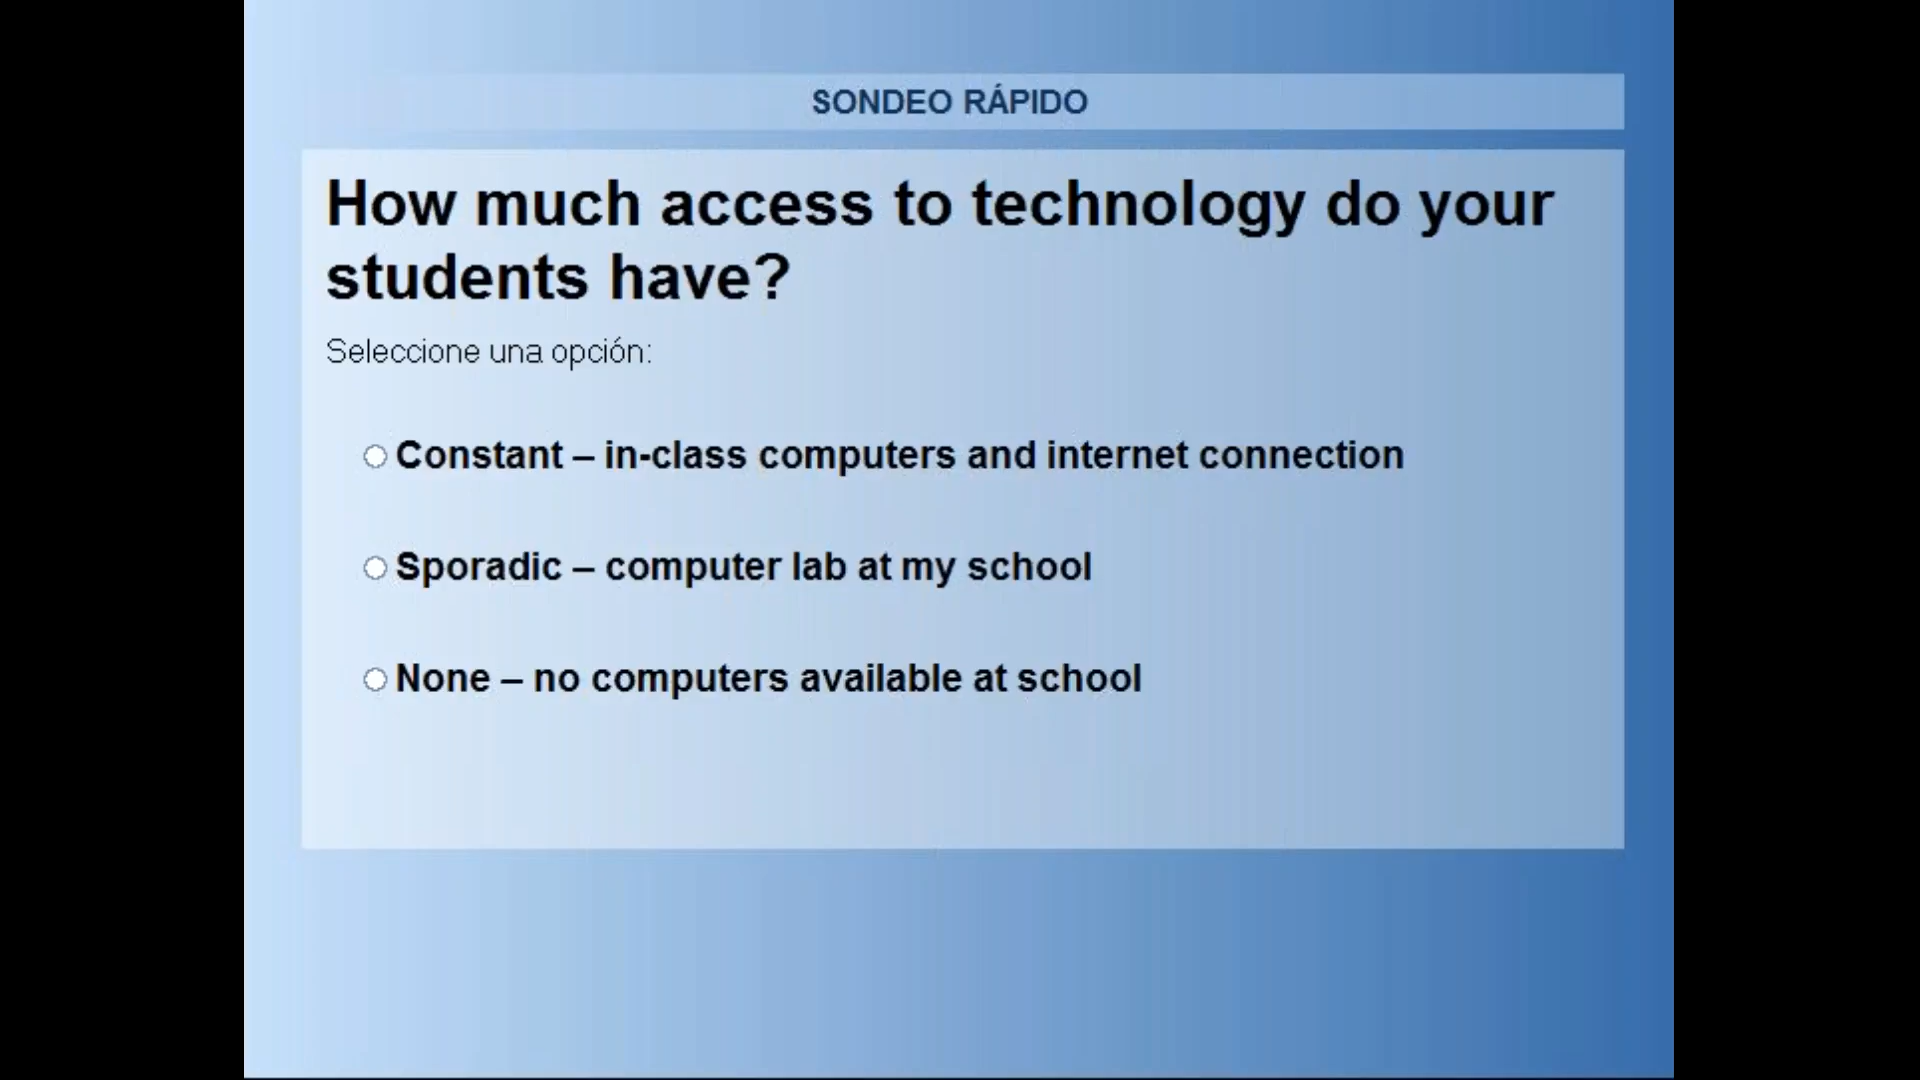 SONDEO RÁPIDO
How much access to technology do your
students have?
Seleccione una opción:
Constant – in-class computers and internet connection
Sporadic – computer lab at my school
None – no computers available at school